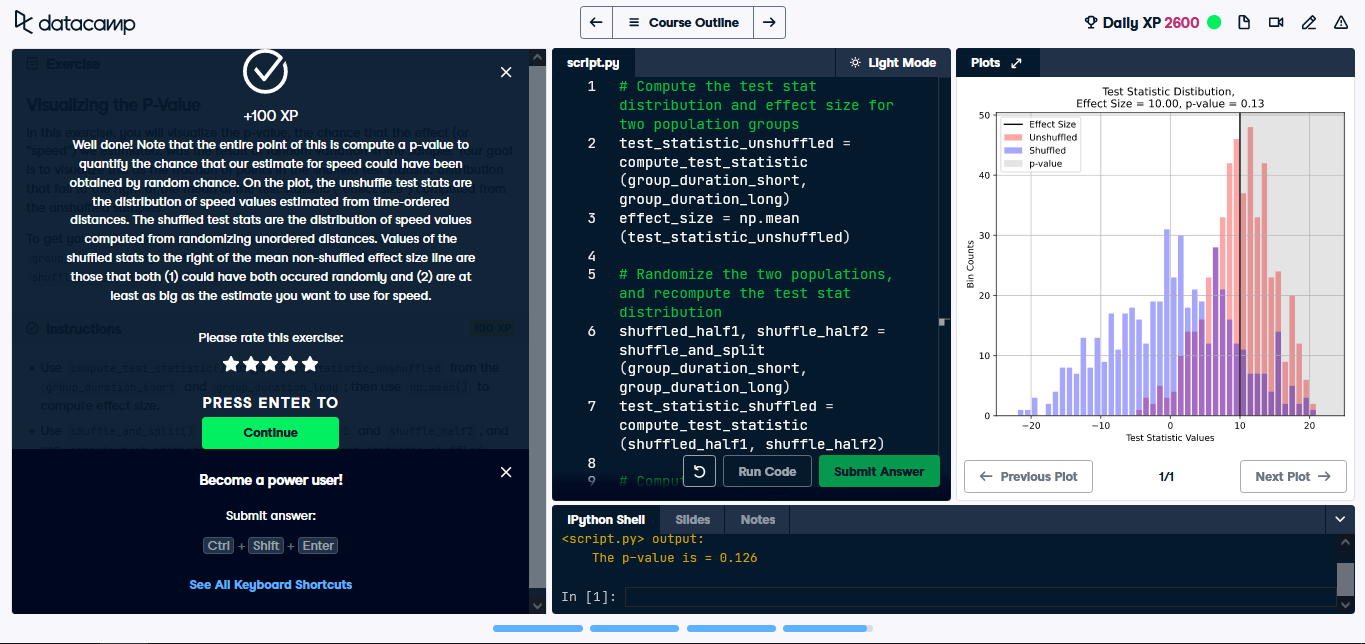 datacamp
Course Outline
Daily XP 2600
Exercise
Visualizing the P-Value
+100 XP
Well done! Note that the entire point of this is compute a p-value to
quantify the chance that our estimate for speed could have been
obtained by random chance. On the plot, the unshuffle test stats are
the distribution of speed values estimated from time-ordered
distances. The shuffled test stats are the distribution of speed values
computed from randomizing unordered distances. Values of the
shuffled stats to the right of the mean non-shuffled effect size line are
those that both (1) could have both occured randomly and (2) are at
least as big as the estimate you want to use for speed.
Instructions
100 XP
Please rate this exercise:
PRESS ENTER TO
Continue
Become a power user!
Submit answer:
Ctrl + Shift + Enter
See All Keyboard Shortcuts
script.py
Light Mode
1 # Compute the test stat
distribution and effect size for
two population groups
2 test_statistic_unshuffled =
compute_test_statistic
(group_duration_short,
group_duration_long)
3 effect_size = np.mean
(test_statistic_unshuffled)
4
5 # Randomize the two populations,
and recompute the test stat
distribution
6 shuffled_half1, shuffle_half2 =
shuffle_and_split
(group_duration_short,
group_duration_long)
7 test_statistic_shuffled =
compute_test_statistic
(shuffled_half1, shuffle_half2)
8
9 # Comput
Run Code
Submit Answer
Plots
Test Statistic Distibution,
Effect Size = 10.00, p-value = 0.13
Effect Size
Unshuffled
Shuffled
p-value
Bin Counts
50
40
30
20
10
0
−20 −10 0 10 20
Test Statistic Values
Previous Plot
1/1
Next Plot
IPython Shell
Slides
Notes
<script.py> output:
The p-value is = 0.126
In [1]: